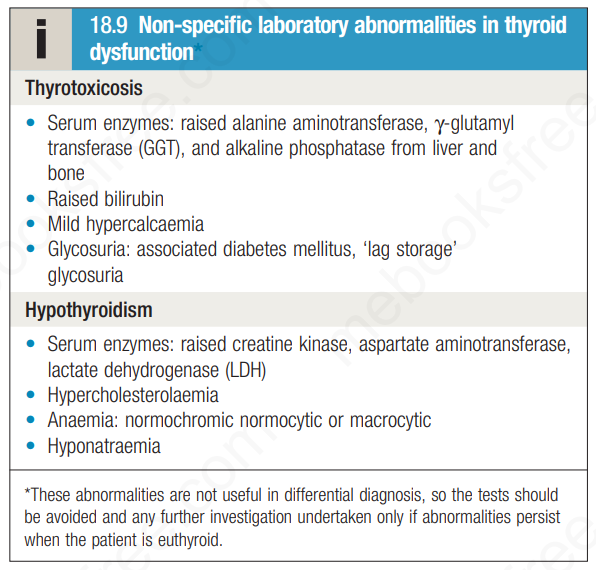 i
18.9 Non-specific laboratory abnormalities in thyroid
dysfunction*
Thyrotoxicosis
• Serum enzymes: raised alanine aminotransferase, γ-glutamyl
transferase (GGT), and alkaline phosphatase from liver and
bone
• Raised bilirubin
• Mild hypercalcaemia
• Glycosuria: associated diabetes mellitus, ‘lag storage’
glycosuria
Hypothyroidism
• Serum enzymes: raised creatine kinase, aspartate aminotransferase,
lactate dehydrogenase (LDH)
• Hypercholesterolaemia
• Anaemia: normochromic normocytic or macrocytic
• Hyponatraemia
*These abnormalities are not useful in differential diagnosis, so the tests should
be avoided and any further investigation undertaken only if abnormalities persist
when the patient is euthyroid.